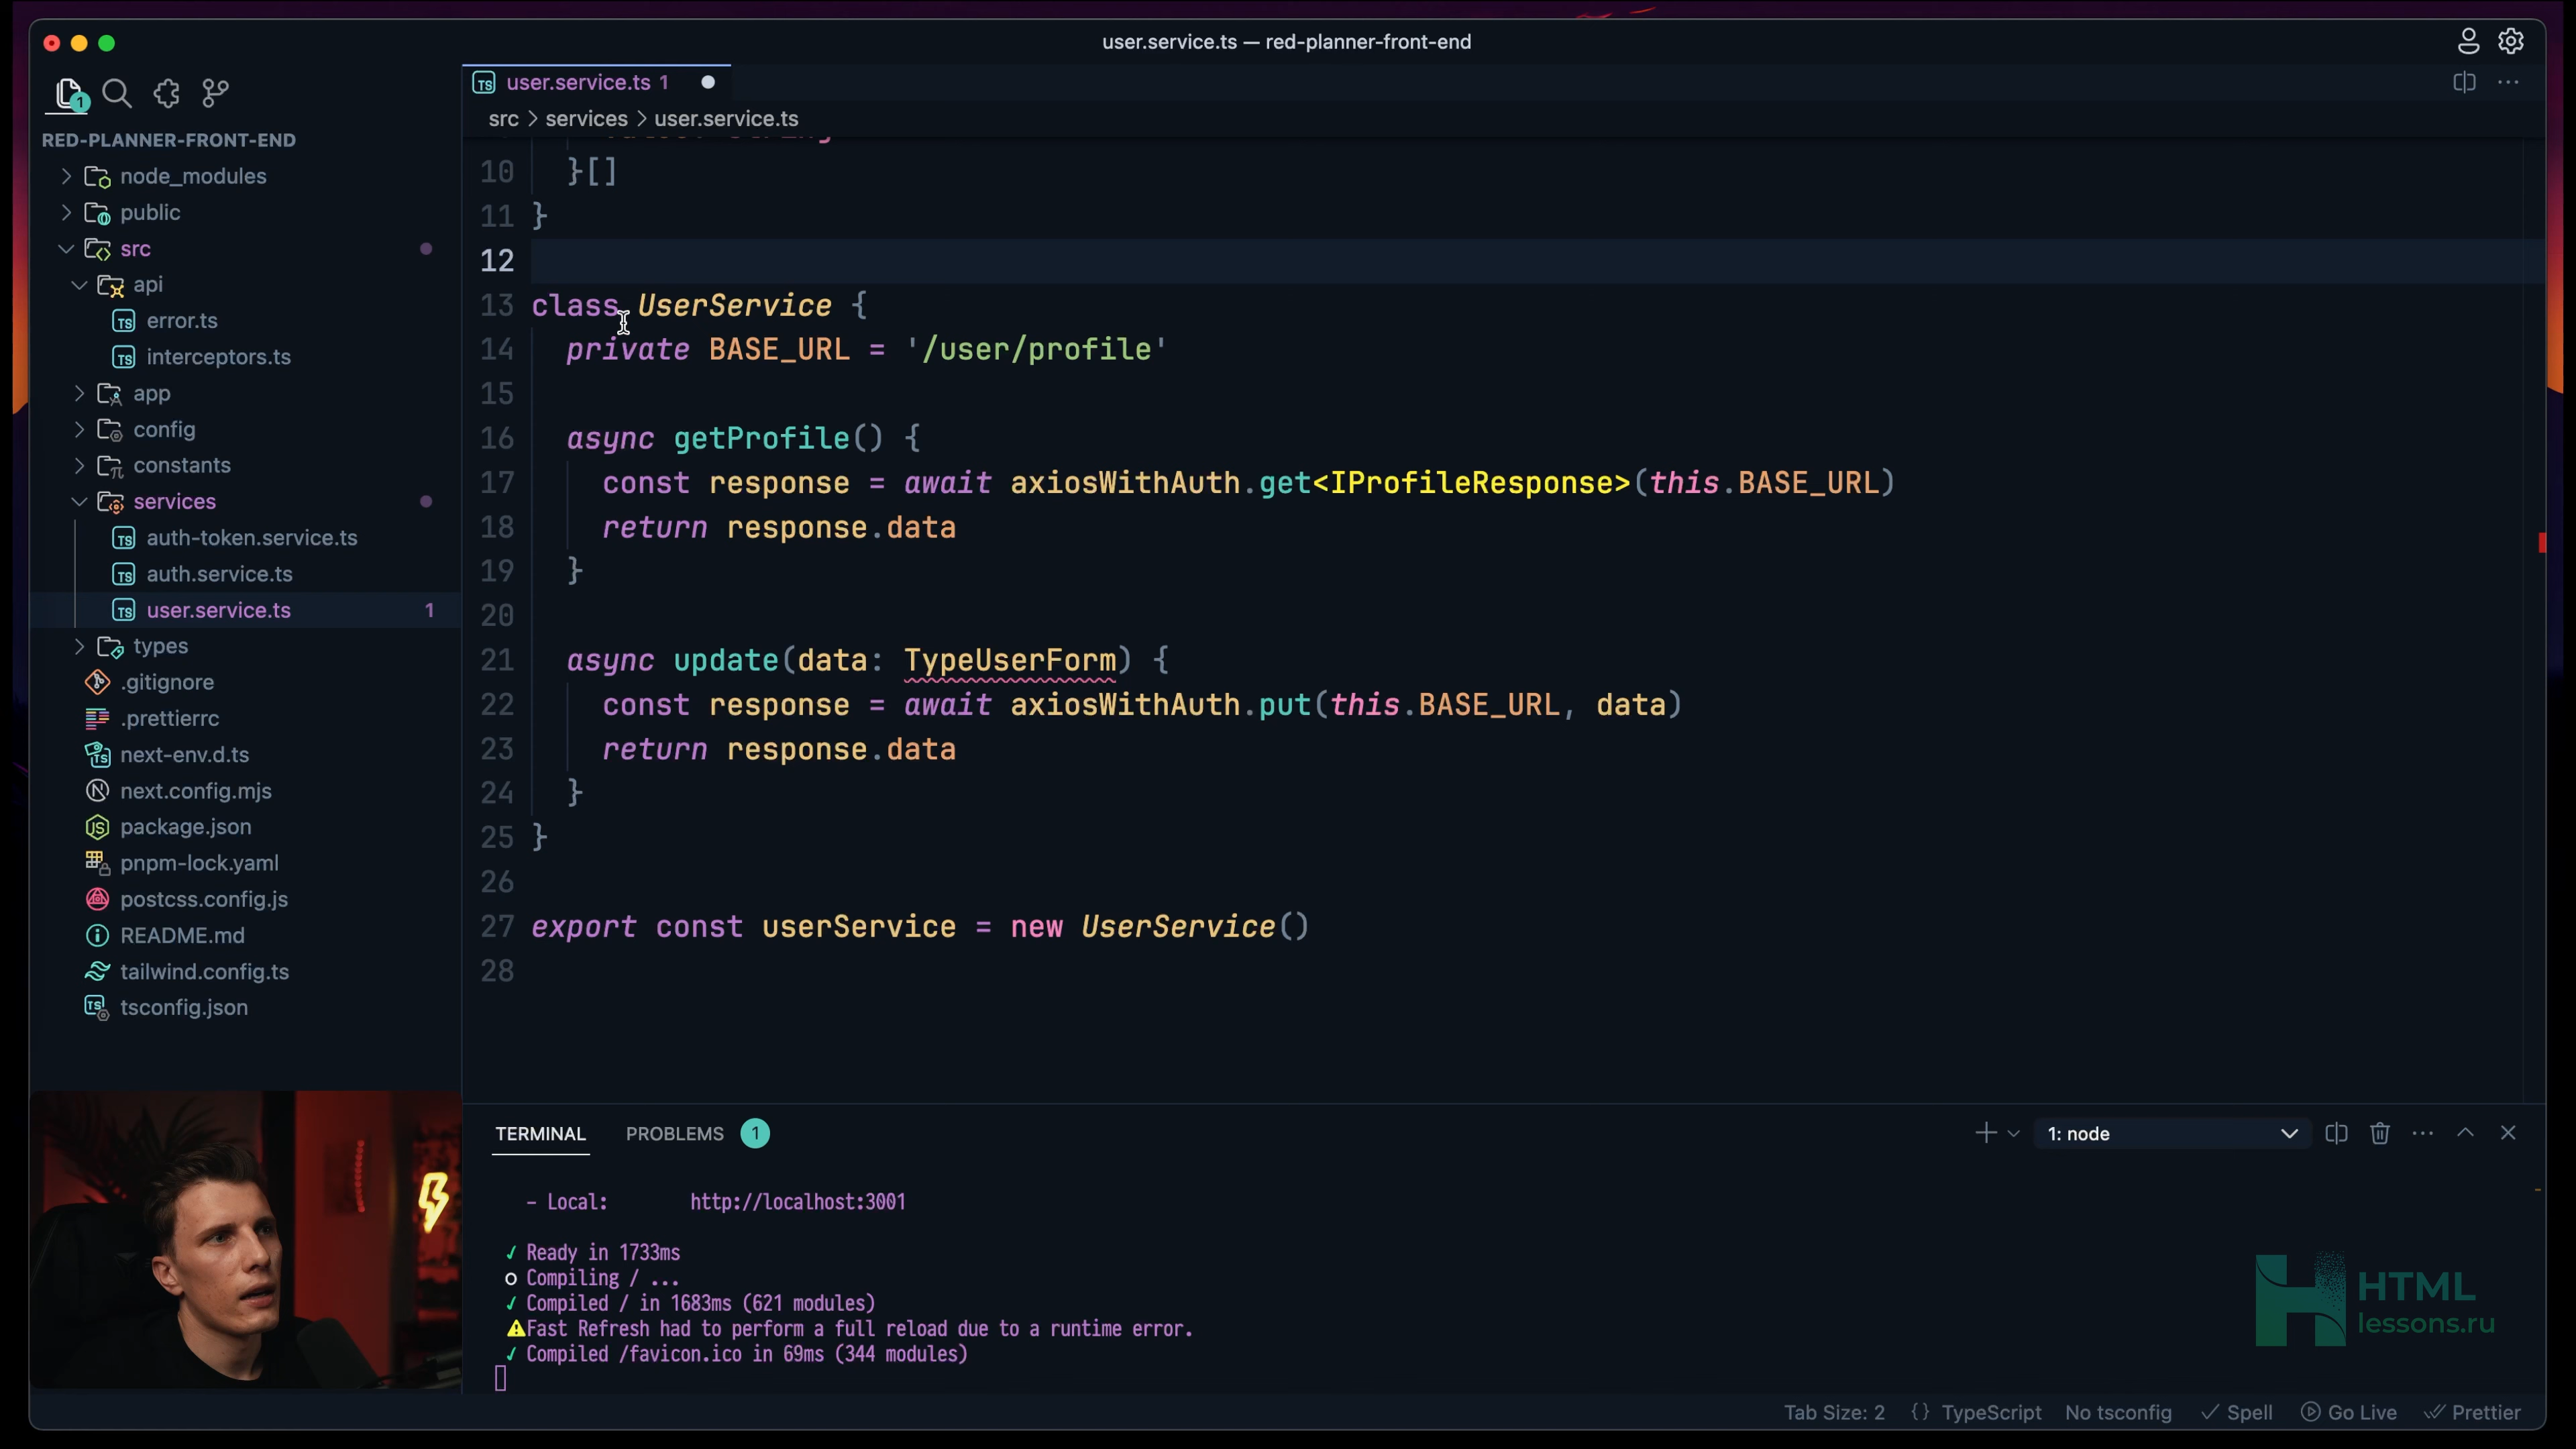 user.service.ts — red-planner-front-end
1
RED-PLANNER-FRONT-END
node_modules
public
src
api
error.ts
interceptors.ts
app
config
constants
services
auth-token.service.ts
auth.service.ts
user.service.ts 1
types
.gitignore
.prettierrc
next-env.d.ts
next.config.mjs
package.json
pnpm-lock.yaml
postcss.config.js
README.md
tailwind.config.ts
tsconfig.json
user.service.ts 1
src > services > user.service.ts
10 }[]
11 }
12
13 class UserService {
14 private BASE_URL = '/user/profile'
15
16 async getProfile() {
17 const response = await axiosWithAuth.get<IProfileResponse>(this.BASE_URL)
18 return response.data
19 }
20
21 async update(data: TypeUserForm) {
22 const response = await axiosWithAuth.put(this.BASE_URL, data)
23 return response.data
24 }
25 }
26
27 export const userService = new UserService()
28
TERMINAL PROBLEMS 1
1: node
- Local: http://localhost:3001
✓ Ready in 1733ms
○ Compiling / ...
✓ Compiled / in 1683ms (621 modules)
⚠Fast Refresh had to perform a full reload due to a runtime error.
✓ Compiled /favicon.ico in 69ms (344 modules)
HTML
lessons.ru
Tab Size: 2 {} TypeScript No tsconfig ✓ Spell Go Live Prettier